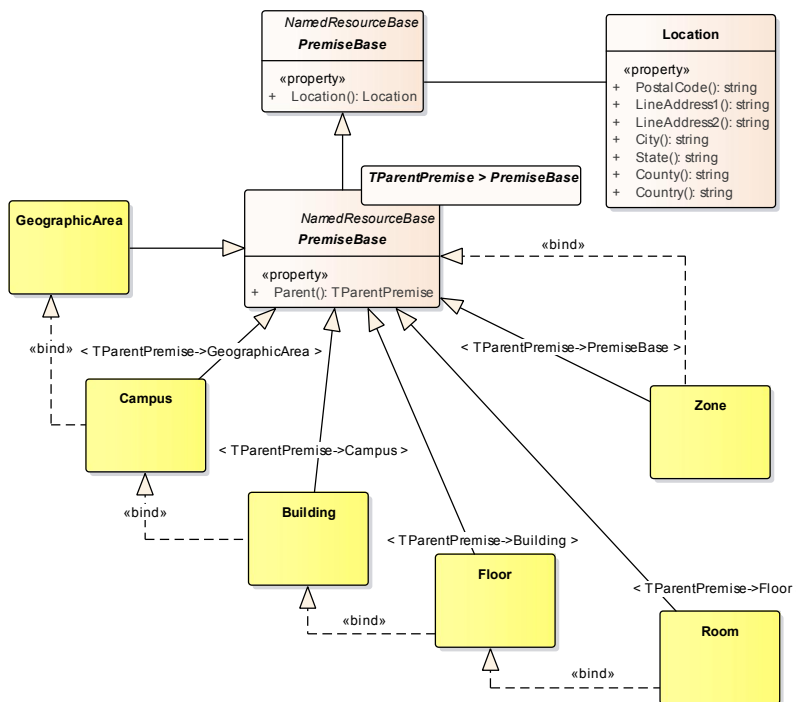 NamedResourceBase
PremiseBase
«property»
+ Location(): Location
Location
«property»
+ PostalCode(): string
+ LineAddress1(): string
+ LineAddress2(): string
+ City(): string
+ State(): string
+ County(): string
+ Country(): string
TParentPremise > PremiseBase
NamedResourceBase
PremiseBase
«property»
+ Parent(): TParentPremise
GeographicArea
«bind»
«bind»
< TParentPremise->GeographicArea >
< TParentPremise->PremiseBase >
Campus
Zone
< TParentPremise->Campus >
«bind»
Building
< TParentPremise->Building >
Floor
< TParentPremise->Floor
«bind»
Room
«bind»